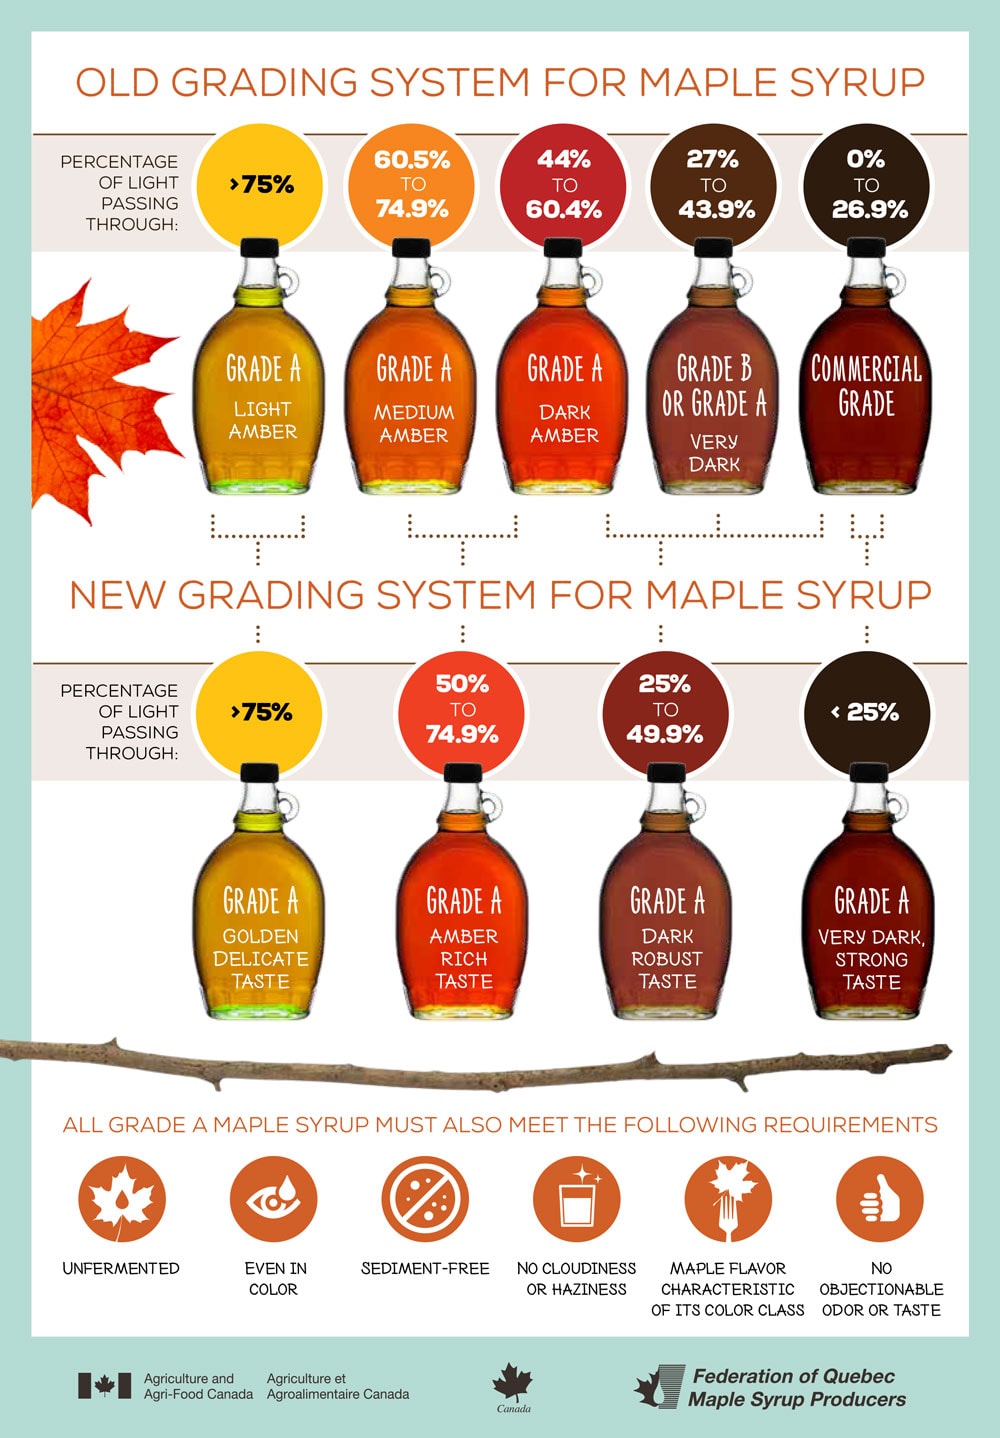 OLD GRADING SYSTEM FOR MAPLE SYRUP
PERCENTAGE
OF LIGHT
PASSING
THROUGH:
>75%
60.5%
TO
74.9%
44%
TO
60.4%
27%
TO
43.9%
0%
TO
26.9%
GRADE A
LIGHT
AMBER
GRADE A
MEDIUM
AMBER
GRADE A
DARK
AMBER
GRADE B
OR GRADE A
VERY
DARK
COMMERCIAL
GRADE
NEW GRADING SYSTEM FOR MAPLE SYRUP
PERCENTAGE
OF LIGHT
PASSING
THROUGH:
>75%
50%
TO
74.9%
25%
TO
49.9%
< 25%
GRADE A
GOLDEN
DELICATE
TASTE
GRADE A
AMBER
RICH
TASTE
GRADE A
DARK
ROBUST
TASTE
GRADE A
VERY DARK,
STRONG
TASTE
ALL GRADE A MAPLE SYRUP MUST ALSO MEET THE FOLLOWING REQUIREMENTS
UNFERMENTED
EVEN IN
COLOR
SEDIMENT-FREE
NO CLOUDINESS
OR HAZINESS
MAPLE FLAVOR
CHARACTERISTIC
OF ITS COLOR CLASS
NO
OBJECTIONABLE
ODOR OR TASTE
Agriculture and
Agri-Food Canada
Agriculture et
Agroalimentaire Canada
Canada
Federation of Quebec
Maple Syrup Producers